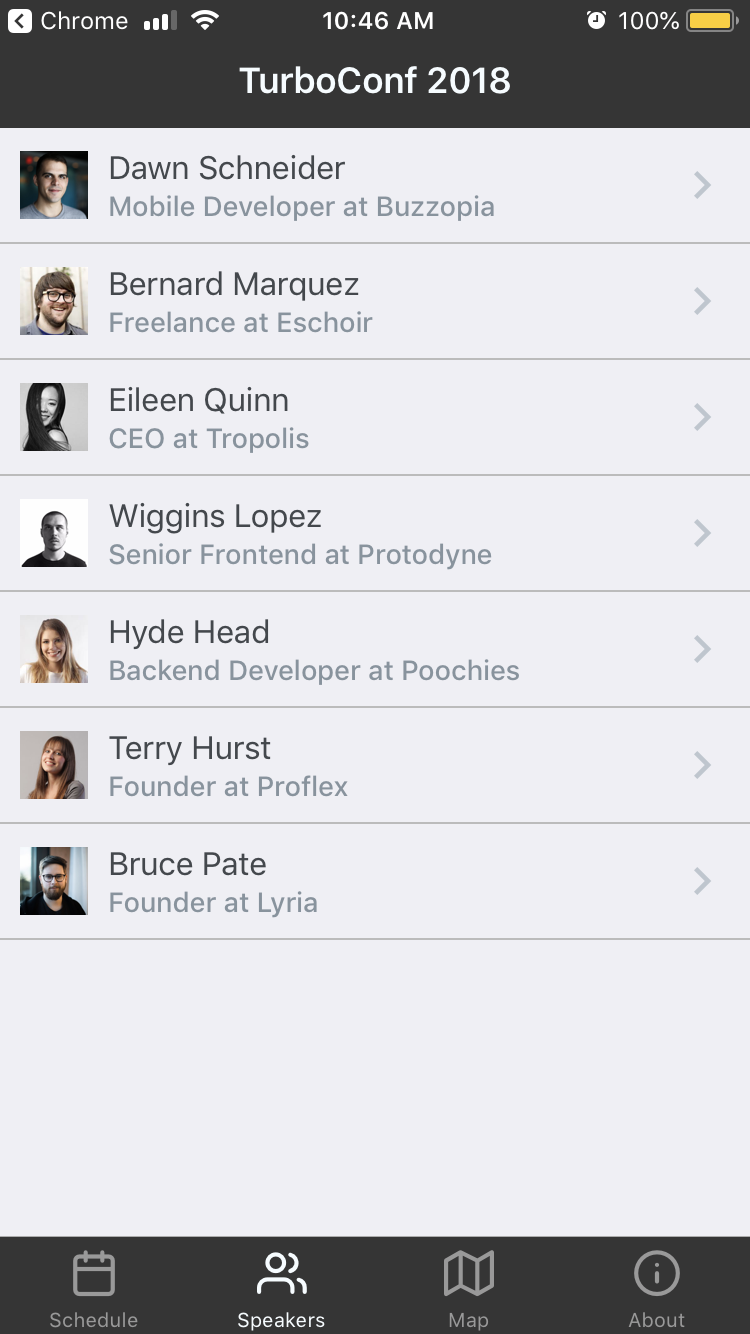 Chrome 10:46 AM 100%
TurboConf 2018
Dawn Schneider
Mobile Developer at Buzzopia
Bernard Marquez
Freelance at Eschoir
Eileen Quinn
CEO at Tropolis
Wiggins Lopez
Senior Frontend at Protodyne
Hyde Head
Backend Developer at Poochies
Terry Hurst
Founder at Proflex
Bruce Pate
Founder at Lyria
Schedule Speakers Map About